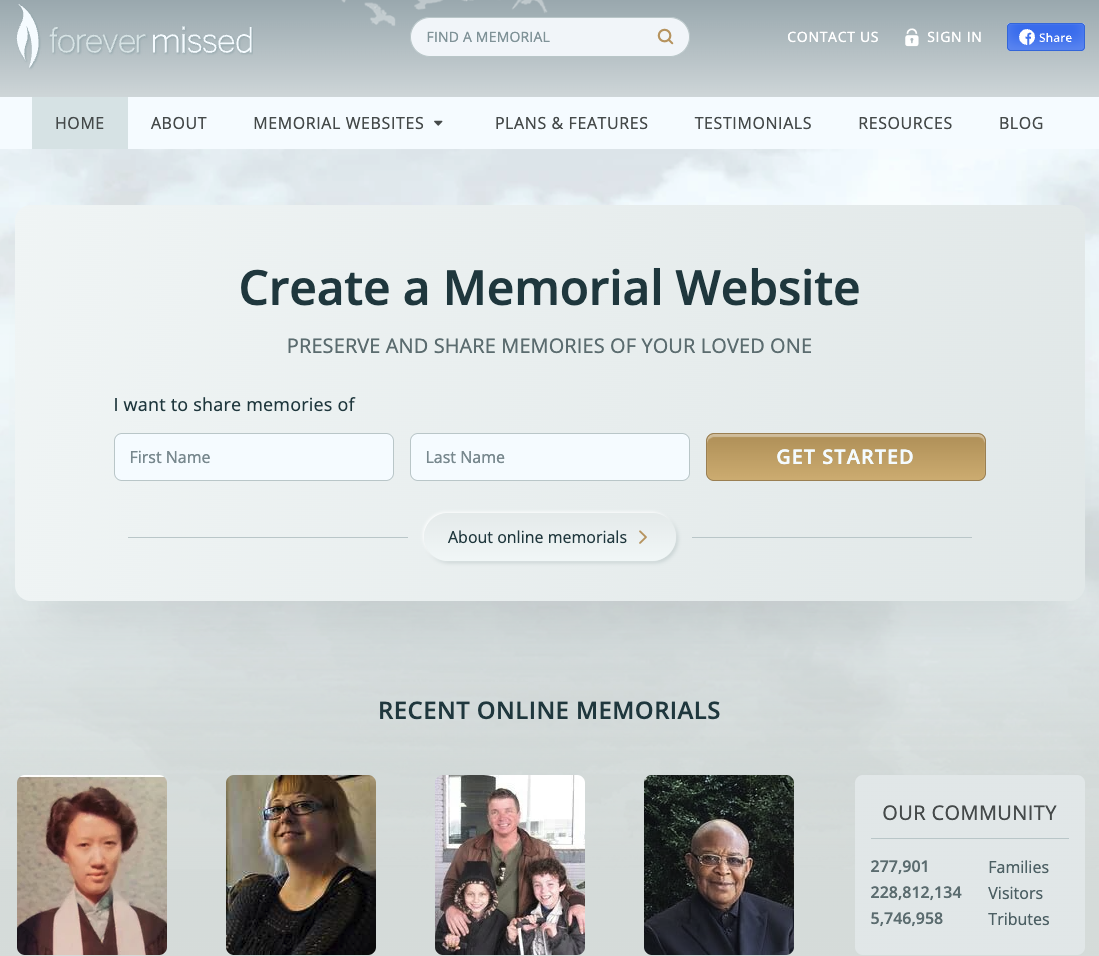 forever missed
FIND A MEMORIAL
CONTACT US
SIGN IN
Share
HOME
ABOUT
MEMORIAL WEBSITES
PLANS & FEATURES
TESTIMONIALS
RESOURCES
BLOG
Create a Memorial Website
PRESERVE AND SHARE MEMORIES OF YOUR LOVED ONE
I want to share memories of
First Name
Last Name
GET STARTED
About online memorials
RECENT ONLINE MEMORIALS
OUR COMMUNITY
277,901 Families
228,812,134 Visitors
5,746,958 Tributes